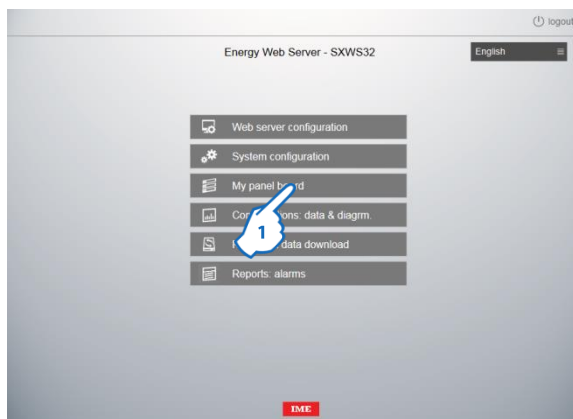 logout
Energy Web Server - SXWS32
English
Web server configuration
System configuration
My panel board
data & diagrm.
1
data download
Reports: alarms
IME